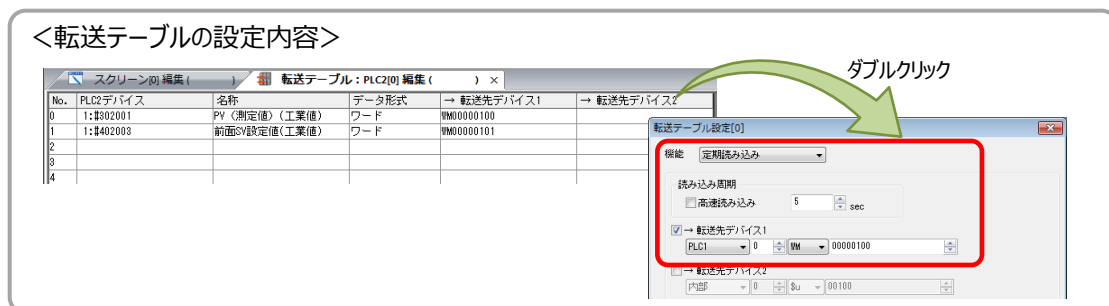 <転送テーブルの設定内容>
スクリーン[0] 編集 ( ) 転送テーブル:PLC2[0] 編集 ( ) ×
ダブルクリック
No. PLC2デバイス 名称 データ形式 → 転送先デバイス1 → 転送先デバイス2
0 1:#302001 PV (測定値)(工業値) ワード WM00000100
1 1:#402003 前面SV設定値(工業値) ワード WM00000101
2
3
4
転送テーブル設定[0]
機能 定期読み込み
読み込み周期
高速読み込み 5 sec
→ 転送先デバイス1
PLC1 0 WM 00000100
→ 転送先デバイス2
内部 0 $u 00100